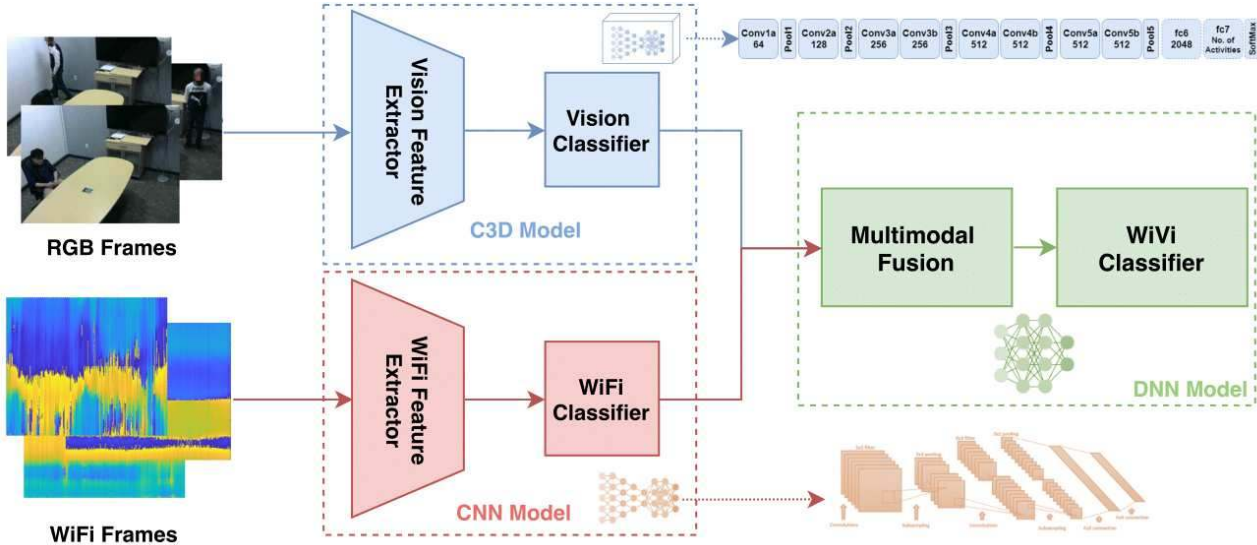 Conv1a
64
Pool1
Conv2a
128
Pool2
Conv3a
256
Conv3b
256
Pool3
Conv4a
512
Conv4b
512
Pool4
Conv5a
512
Conv5b
512
Pool5
fc6
2048
fc7
No. of
Activities
SoftMax
RGB Frames
Vision Feature
Extractor
Vision
Classifier
C3D Model
WiFi Frames
WiFi Feature
Extractor
WiFi
Classifier
CNN Model
Multimodal
Fusion
WiVi
Classifier
DNN Model